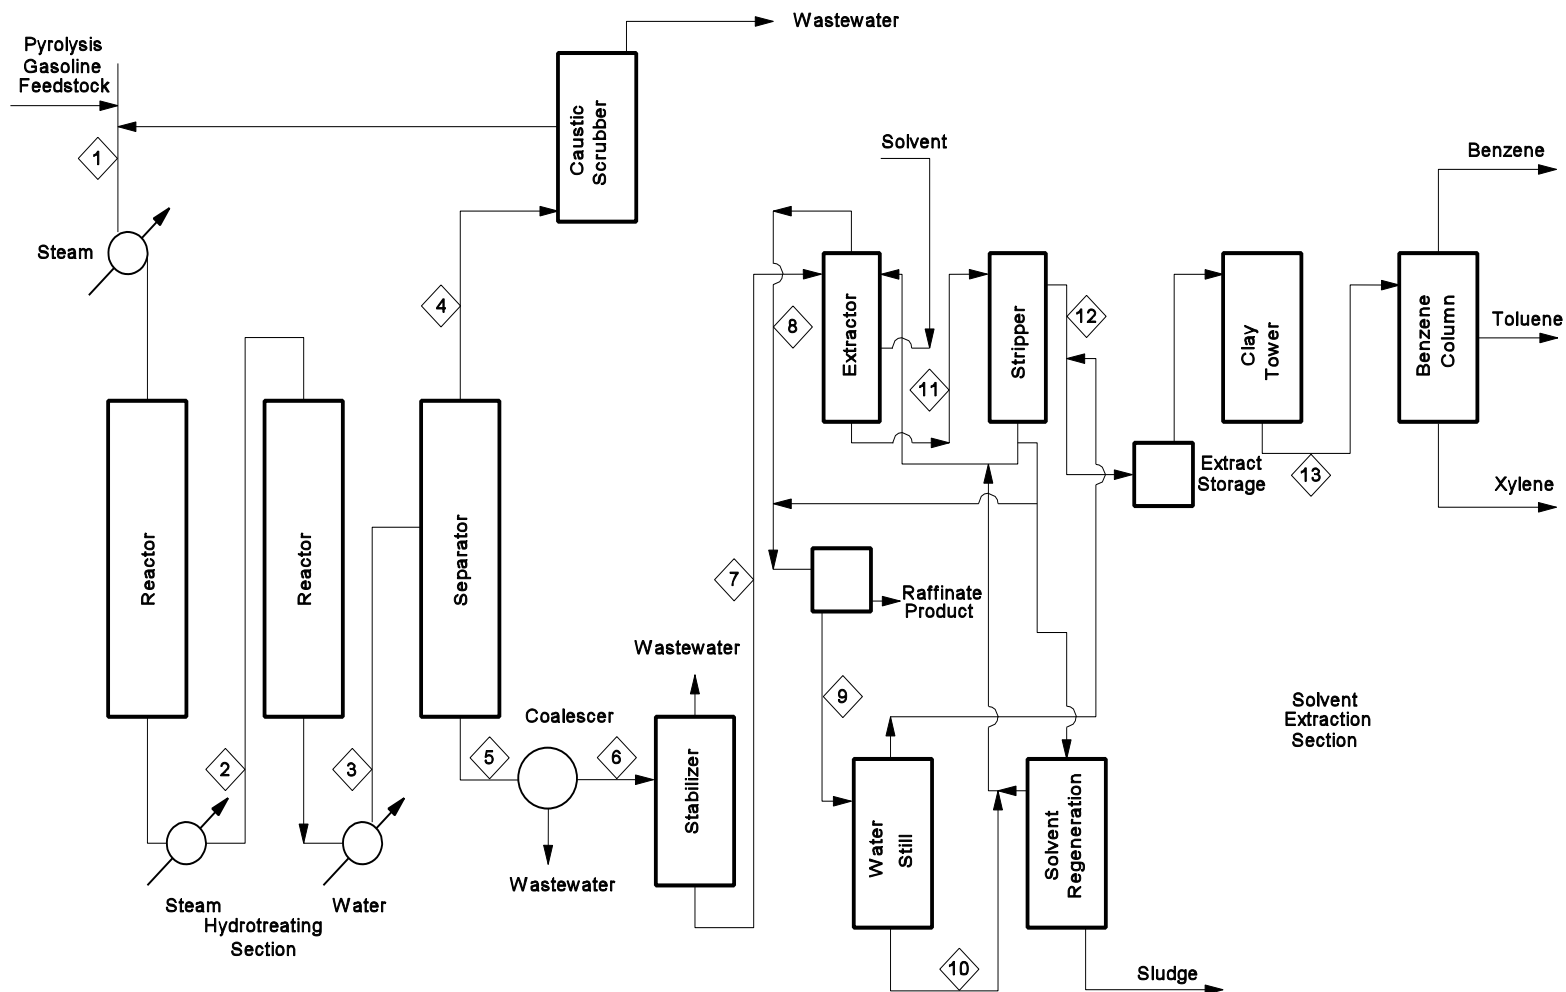 Wastewater
Pyrolysis
Gasoline
Feedstock
Caustic
Scrubber
1
Steam
4
Solvent
Benzene
8
Extractor
11
Stripper
12
Clay
Tower
Benzene
Column
Toluene
Extract
Storage
13
Xylene
Reactor
Reactor
Separator
7
Raffinate
Product
Wastewater
2
3
5
Coalescer
6
Stabilizer
9
Solvent
Extraction
Section
Water
Still
Solvent
Regeneration
Wastewater
Steam
Water
Hydrotreating
Section
10
Sludge